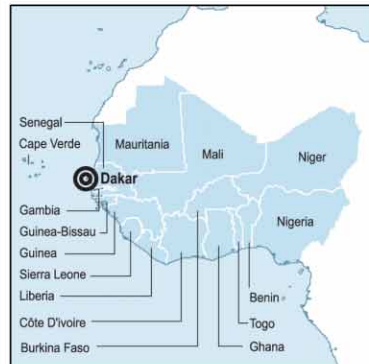 Senegal
Cape Verde
Mauritania
Mali
Niger
Dakar
Gambia
Guinea-Bissau
Nigeria
Guinea
Sierra Leone
Liberia
Benin
Côte D'ivoire
Togo
Burkina Faso
Ghana